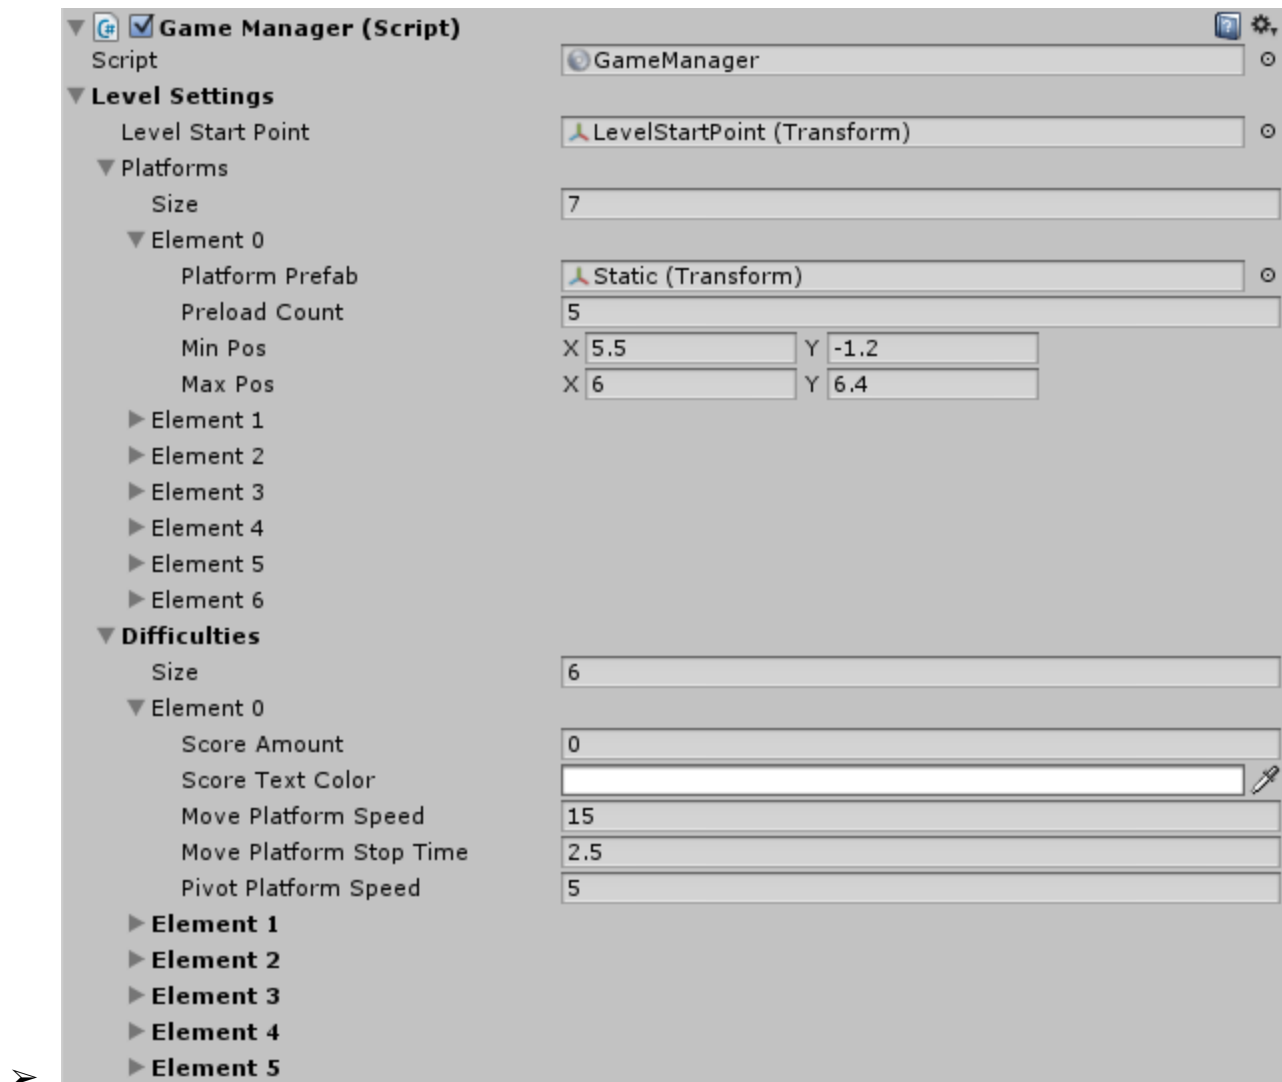 Game Manager (Script)
Script GameManager
Level Settings
Level Start Point LevelStartPoint (Transform)
Platforms
Size 7
Element 0
Platform Prefab Static (Transform)
Preload Count 5
Min Pos X 5.5 Y -1.2
Max Pos X 6 Y 6.4
Element 1
Element 2
Element 3
Element 4
Element 5
Element 6
Difficulties
Size 6
Element 0
Score Amount 0
Score Text Color
Move Platform Speed 15
Move Platform Stop Time 2.5
Pivot Platform Speed 5
Element 1
Element 2
Element 3
Element 4
Element 5